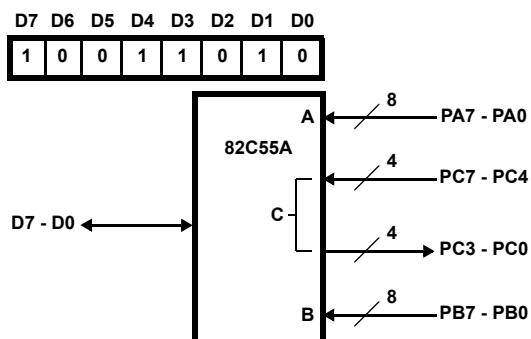 D7 D6 D5 D4 D3 D2 D1 D0
1 0 0 1 1 0 1 0
A
8
PA7 - PA0
82C55A
4
PC7 - PC4
C
D7 - D0
4
PC3 - PC0
B
8
PB7 - PB0